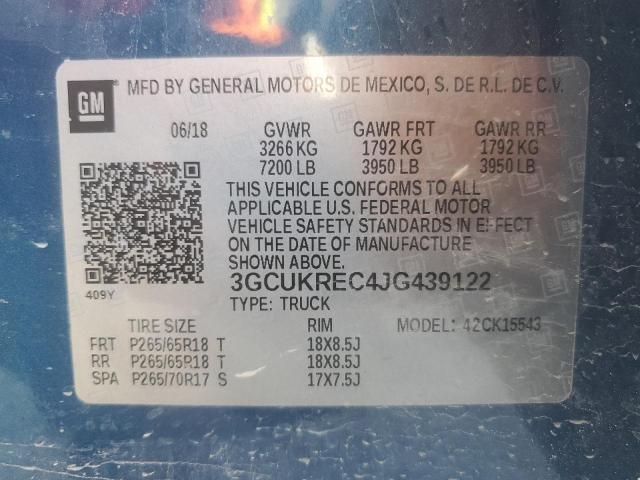 GM
MFD BY GENERAL MOTORS DE MEXICO, S. DE R.L. DE C.V.
06/18 GVWR GAWR FRT GAWR RR
3266 KG 1792 KG 1792 KG
7200 LB 3950 LB 3950 LB
THIS VEHICLE CONFORMS TO ALL
APPLICABLE U.S. FEDERAL MOTOR
VEHICLE SAFETY STANDARDS IN EFFECT
ON THE DATE OF MANUFACTURE
SHOWN ABOVE.
409Y
3GCUKREC4JG439122
TYPE: TRUCK
TIRE SIZE RIM MODEL: 42CK15543
FRT P265/65R18 T 18X8.5J
RR P265/65R18 T 18X8.5J
SPA P265/70R17 S 17X7.5J